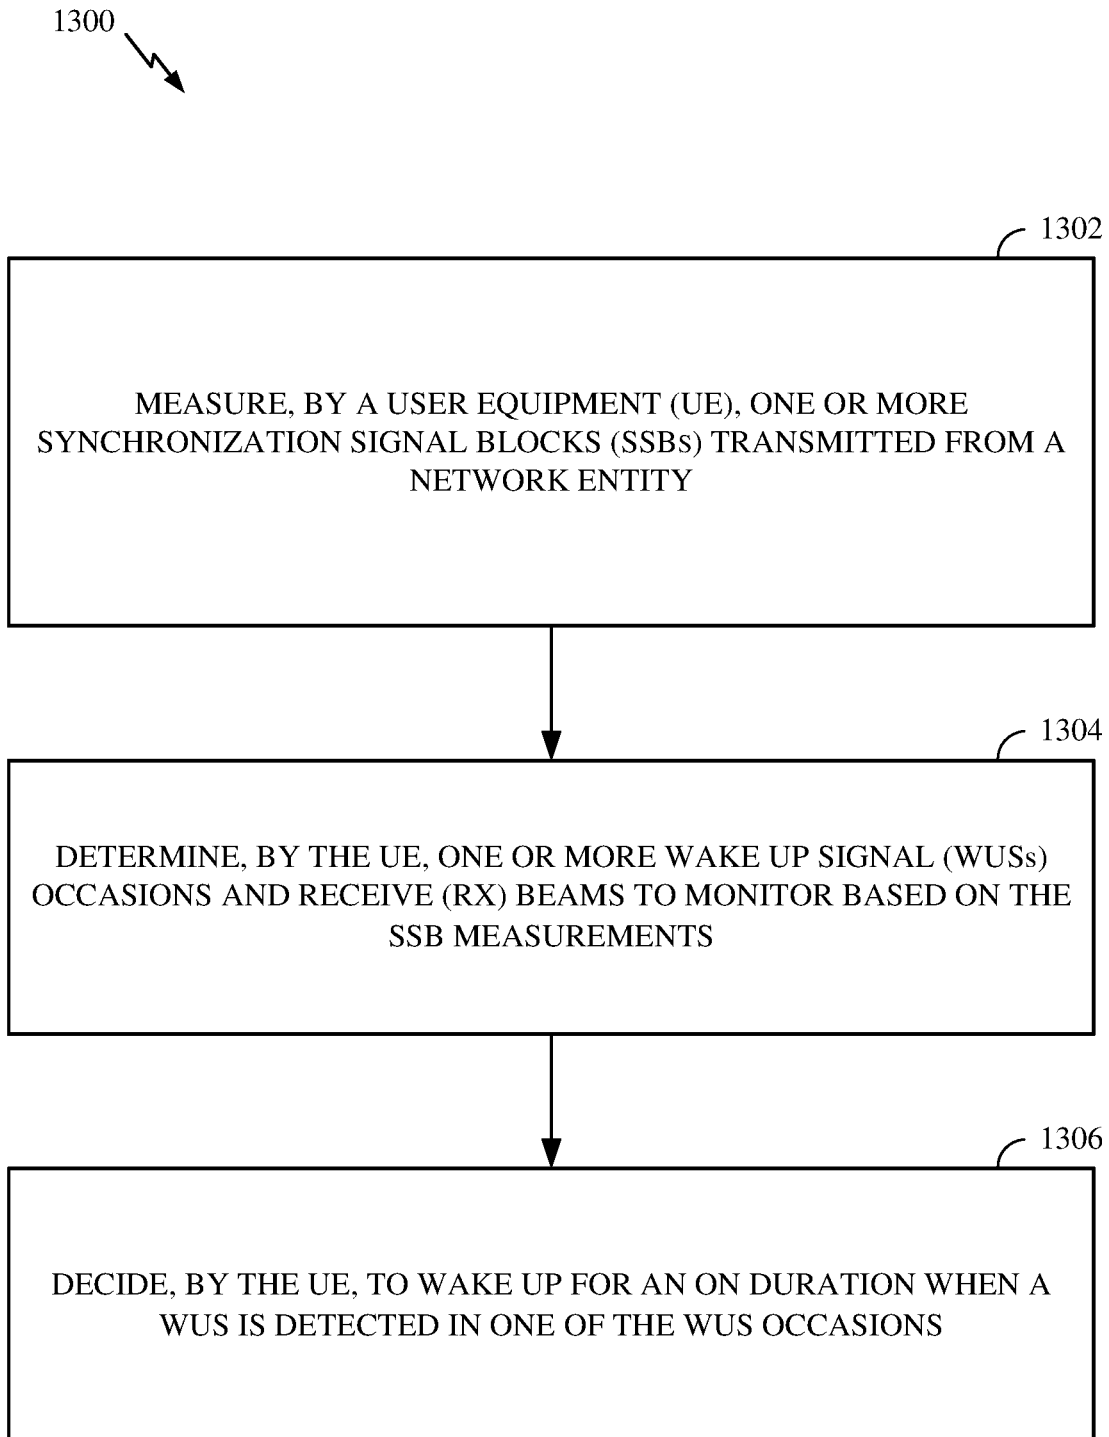 1300
1302
MEASURE, BY A USER EQUIPMENT (UE), ONE OR MORE
SYNCHRONIZATION SIGNAL BLOCKS (SSBs) TRANSMITTED FROM A
NETWORK ENTITY
1304
DETERMINE, BY THE UE, ONE OR MORE WAKE UP SIGNAL (WUSs)
OCCASIONS AND RECEIVE (RX) BEAMS TO MONITOR BASED ON THE
SSB MEASUREMENTS
1306
DECIDE, BY THE UE, TO WAKE UP FOR AN ON DURATION WHEN A
WUS IS DETECTED IN ONE OF THE WUS OCCASIONS